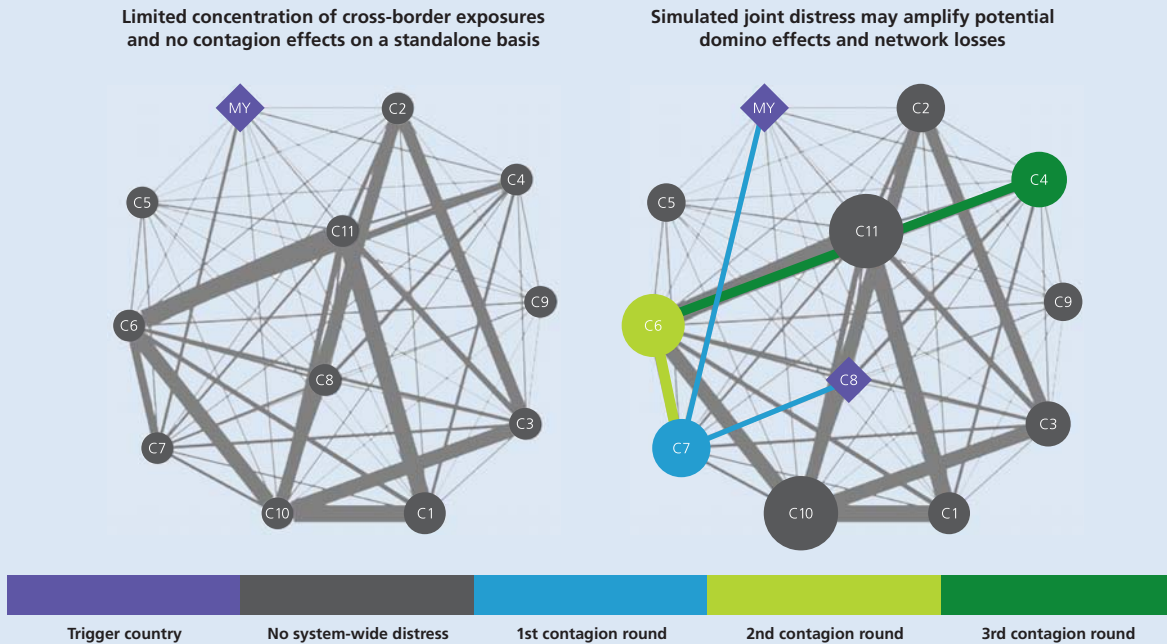 Limited concentration of cross-border exposures
and no contagion effects on a standalone basis
MY
C2
C4
C5
C11
C9
C6
C8
C3
C7
C10
C1
Simulated joint distress may amplify potential
domino effects and network losses
MY
C2
C4
C5
C11
C9
C6
C8
C3
C7
C10
C1
Trigger country
No system-wide distress
1st contagion round
2nd contagion round
3rd contagion round